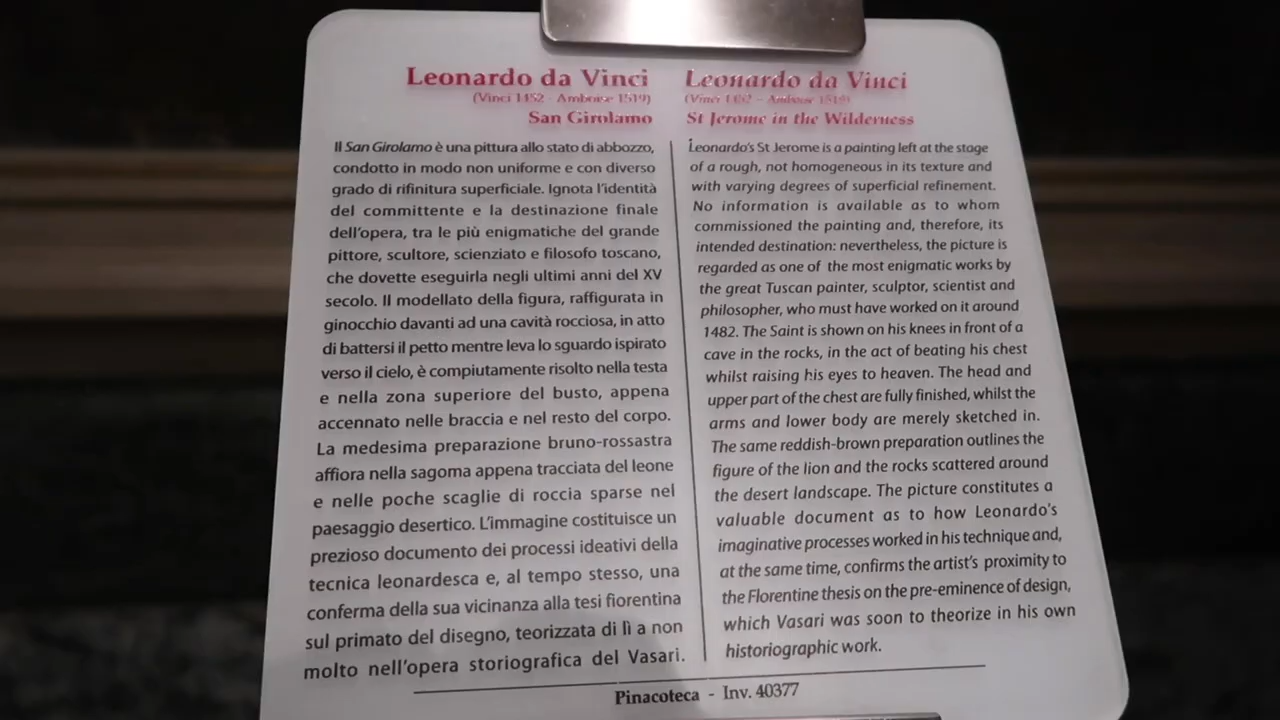 Leonardo da Vinci
(Vinci 1452 - Amboise 1519)
San Girolamo
Il San Girolamo è una pittura allo stato di abbozzo,
condotto in modo non uniforme e con diverso
grado di rifinitura superficiale. Ignota l'identità
del committente e la destinazione finale
dell'opera, tra le più enigmatiche del grande
pittore, scultore, scienziato e filosofo toscano,
che dovette eseguirla negli ultimi anni del XV
secolo. Il modellato della figura, raffigurata in
ginocchio davanti ad una cavità rocciosa, in atto
di battersi il petto mentre leva lo sguardo ispirato
verso il cielo, è compiutamente risolto nella testa
e nella zona superiore del busto, appena
accennato nelle braccia e nel resto del corpo.
La medesima preparazione bruno-rossastra
affiora nella sagoma appena tracciata del leone
e nelle poche scaglie di roccia sparse nel
paesaggio desertico. L'immagine costituisce un
prezioso documento dei processi ideativi della
tecnica leonardesca e, al tempo stesso, una
conferma della sua vicinanza alla tesi fiorentina
sul primato del disegno, teorizzata di lì a non
molto nell'opera storiografica del Vasari.
Leonardo da Vinci
(Vinci 1452 - Amboise 1519)
St Jerome in the Wilderness
Leonardo's St Jerome is a painting left at the stage
of a rough, not homogeneous in its texture and
with varying degrees of superficial refinement.
No information is available as to whom
commissioned the painting and, therefore, its
intended destination: nevertheless, the picture is
regarded as one of the most enigmatic works by
the great Tuscan painter, sculptor, scientist and
philosopher, who must have worked on it around
1482. The Saint is shown on his knees in front of a
cave in the rocks, in the act of beating his chest
whilst raising his eyes to heaven. The head and
upper part of the chest are fully finished, whilst the
arms and lower body are merely sketched in.
The same reddish-brown preparation outlines the
figure of the lion and the rocks scattered around
the desert landscape. The picture constitutes a
valuable document as to how Leonardo's
imaginative processes worked in his technique and,
at the same time, confirms the artist's proximity to
the Florentine thesis on the pre-eminence of design,
which Vasari was soon to theorize in his own
historiographic work.
Pinacoteca - Inv. 40377